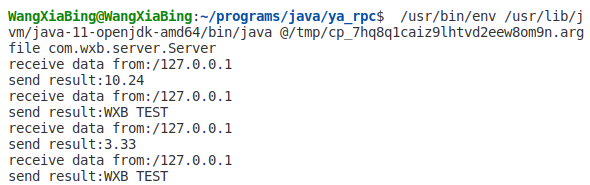 WangXiaBing@WangXiaBing:~/programs/java/ya_rpc$  /usr/bin/env /usr/lib/j
vm/java-11-openjdk-amd64/bin/java @/tmp/cp_7hq8q1caiz9lhtvd2eew8om9n.arg
file com.wxb.server.Server
receive data from:/127.0.0.1
send result:10.24
receive data from:/127.0.0.1
send result:WXB TEST
receive data from:/127.0.0.1
send result:3.33
receive data from:/127.0.0.1
send result:WXB TEST